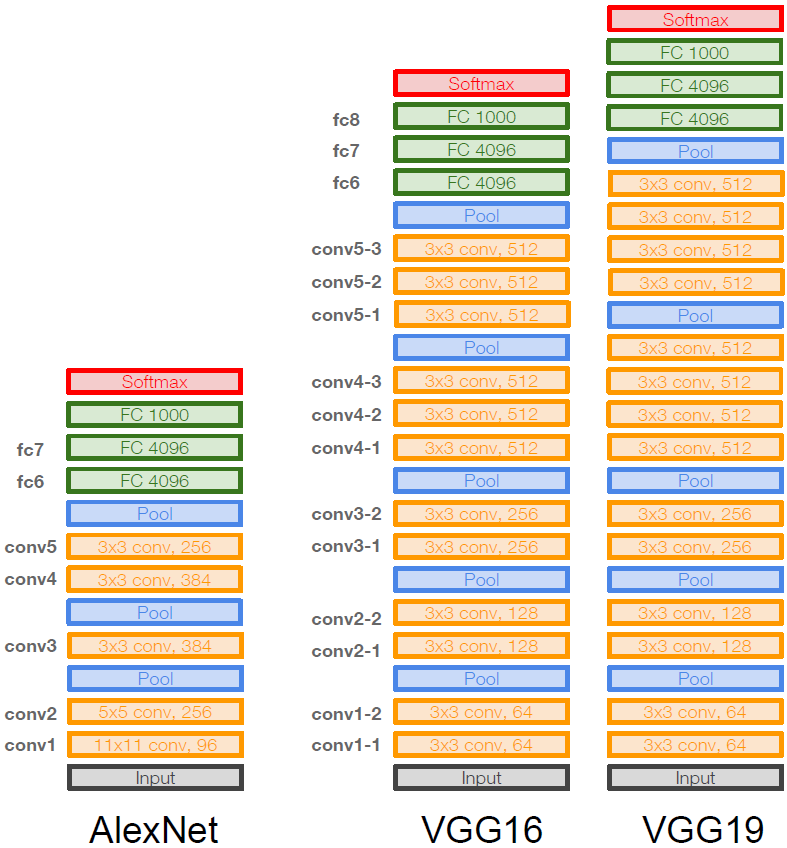 Softmax
FC 1000
FC 4096
FC 4096
Pool
conv5 3x3 conv, 256
conv4 3x3 conv, 384
Pool
conv3 3x3 conv, 384
Pool
conv2 5x5 conv, 256
conv1 11x11 conv, 96
Input
fc7
fc6
AlexNet
Softmax
fc8 FC 1000
fc7 FC 4096
fc6 FC 4096
Pool
conv5-3 3x3 conv, 512
conv5-2 3x3 conv, 512
conv5-1 3x3 conv, 512
Pool
conv4-3 3x3 conv, 512
conv4-2 3x3 conv, 512
conv4-1 3x3 conv, 512
Pool
conv3-2 3x3 conv, 256
conv3-1 3x3 conv, 256
Pool
conv2-2 3x3 conv, 128
conv2-1 3x3 conv, 128
Pool
conv1-2 3x3 conv, 64
conv1-1 3x3 conv, 64
Input
VGG16
Softmax
FC 1000
FC 4096
FC 4096
Pool
3x3 conv, 512
3x3 conv, 512
3x3 conv, 512
3x3 conv, 512
Pool
3x3 conv, 512
3x3 conv, 512
3x3 conv, 512
3x3 conv, 512
Pool
3x3 conv, 256
3x3 conv, 256
Pool
3x3 conv, 128
3x3 conv, 128
Pool
3x3 conv, 64
3x3 conv, 64
Input
VGG19